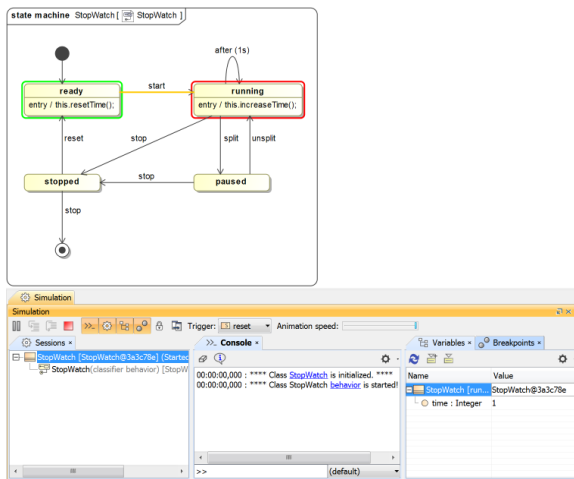 state machine StopWatch [ StopWatch ]
after (1s)
ready
start
running
entry / this.resetTime();
entry / this.increaseTime();
reset
stop
split
unsplit
stopped
stop
paused
stop
Simulation
Simulation
Trigger: reset Animation speed:
Sessions ×
Console ×
Variables ×
Breakpoints ×
StopWatch [StopWatch@3a3c78e] (Started
StopWatch(classifier behavior) [StopW
00:00:00,000 : **** Class StopWatch is initialized. ****
00:00:00,000 : **** Class StopWatch behavior is started!
Name Value
StopWatch [run... StopWatch@3a3c78e
time : Integer 1
>> (default)